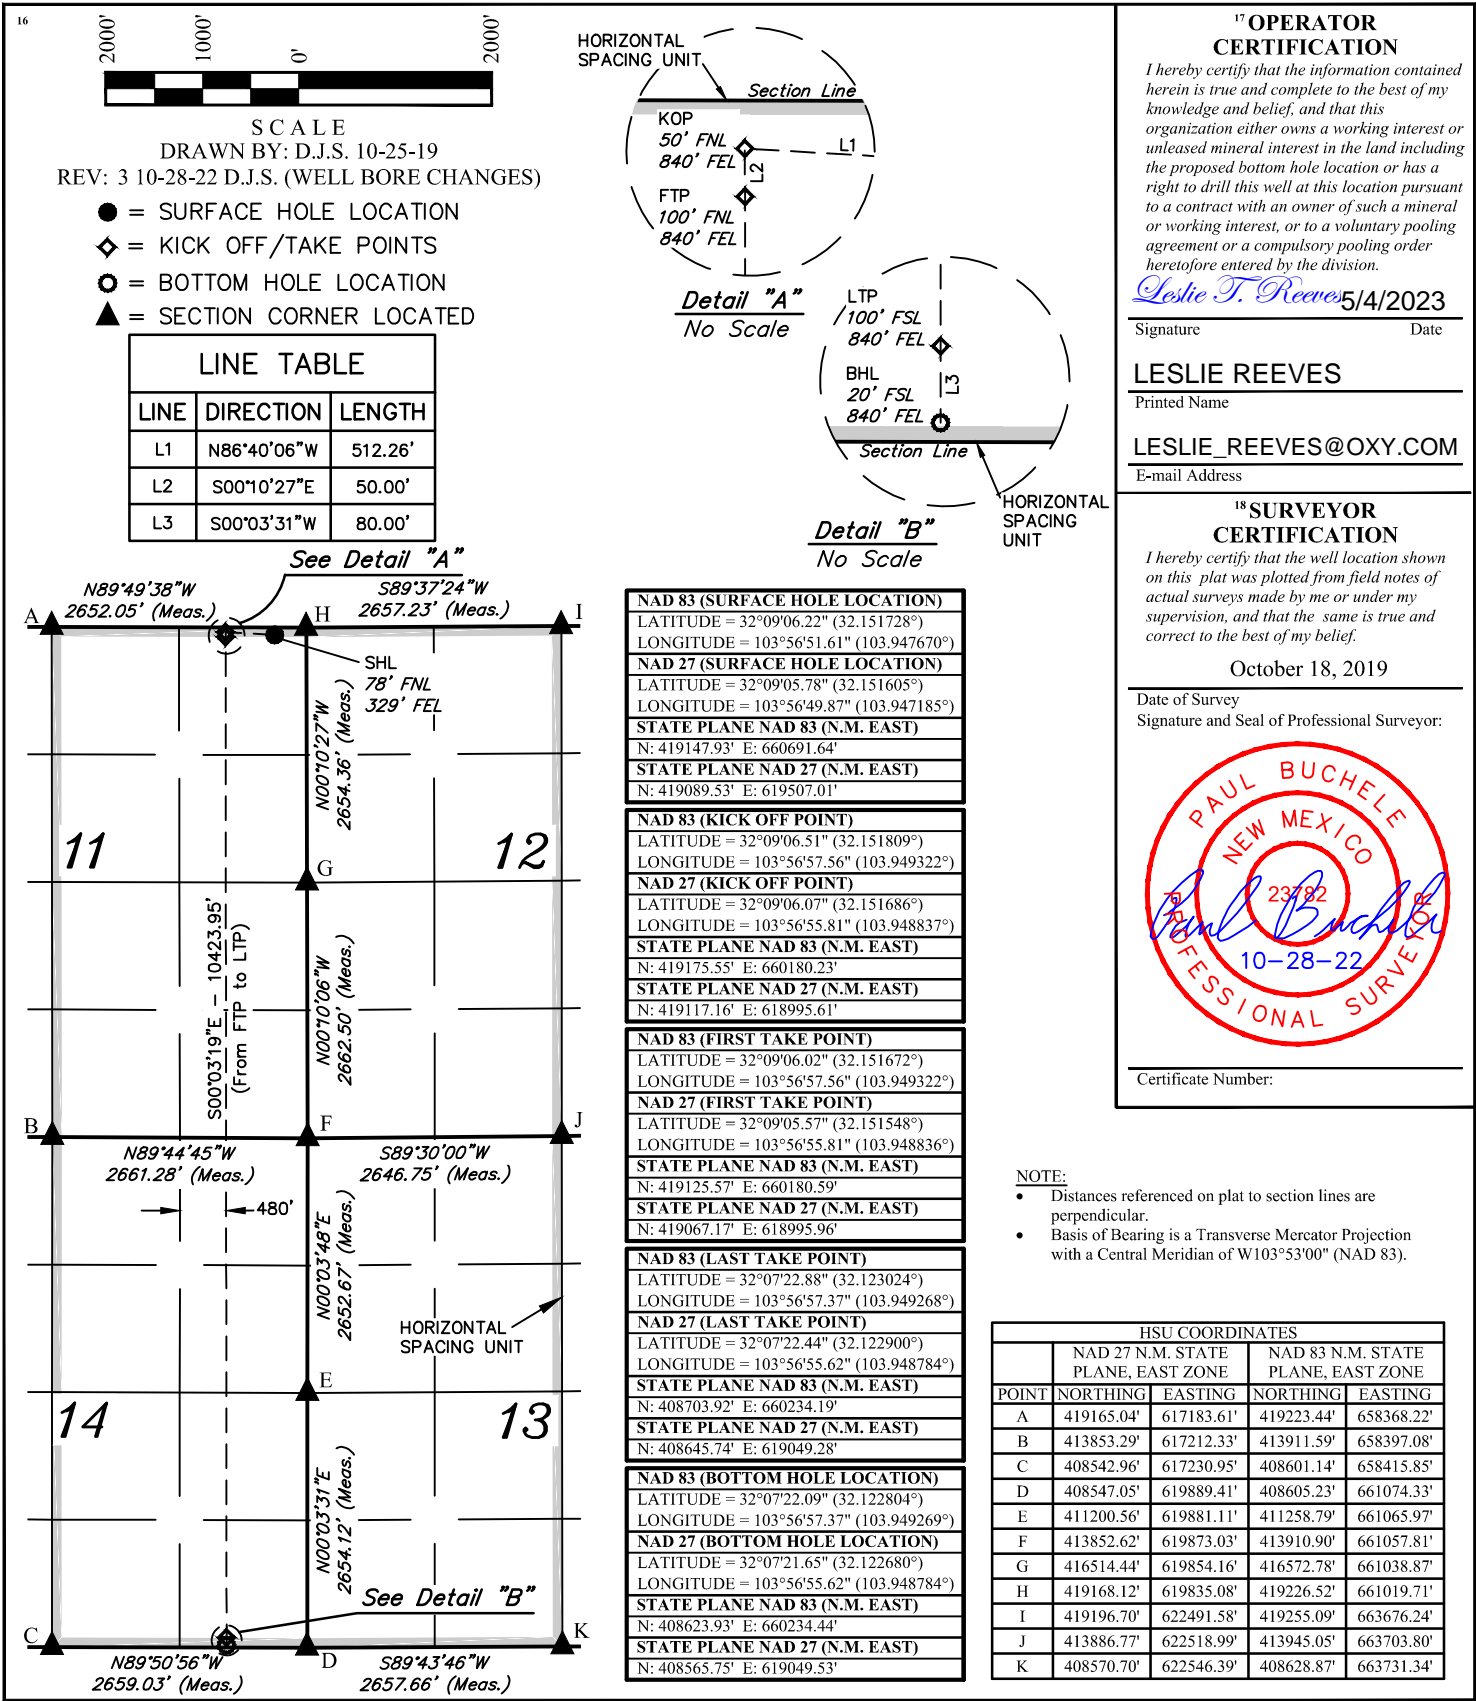 16
2000'
1000'
0'
2000'
SCALE
DRAWN BY: D.J.S. 10-25-19
REV: 3 10-28-22 D.J.S. (WELL BORE CHANGES)
= SURFACE HOLE LOCATION
= KICK OFF/TAKE POINTS
= BOTTOM HOLE LOCATION
= SECTION CORNER LOCATED
LINE TABLE
LINE DIRECTION LENGTH
L1 N86°40'06"W 512.26'
L2 S00°10'27"E 50.00'
L3 S00°03'31"W 80.00'
HORIZONTAL
SPACING UNIT
Section Line
KOP
50' FNL
840' FEL
L1
L2
FTP
100' FNL
840' FEL
Detail "A"
No Scale
LTP
100' FSL
840' FEL
L3
BHL
20' FSL
840' FEL
Section Line
HORIZONTAL
SPACING
UNIT
Detail "B"
No Scale
See Detail "A"
N89°49'38"W
2652.05' (Meas.)
S89°37'24"W
2657.23' (Meas.)
A
H
I
SHL
78' FNL
329' FEL
N00°10'27"W
2654.36' (Meas.)
11
12
G
S00°03'19"E - 10423.95'
(From FTP to LTP)
N00°10'06"W
2662.50' (Meas.)
B
F
J
N89°44'45"W
2661.28' (Meas.)
S89°30'00"W
2646.75' (Meas.)
480'
N00°03'48"E
2652.67' (Meas.)
HORIZONTAL
SPACING UNIT
E
14
13
N00°03'31"E
2654.12' (Meas.)
See Detail "B"
C
D
K
N89°50'56"W
2659.03' (Meas.)
S89°43'46"W
2657.66' (Meas.)
NAD 83 (SURFACE HOLE LOCATION)
LATITUDE = 32°09'06.22" (32.151728°)
LONGITUDE = 103°56'51.61" (103.947670°)
NAD 27 (SURFACE HOLE LOCATION)
LATITUDE = 32°09'05.78" (32.151605°)
LONGITUDE = 103°56'49.87" (103.947185°)
STATE PLANE NAD 83 (N.M. EAST)
N: 419147.93' E: 660691.64'
STATE PLANE NAD 27 (N.M. EAST)
N: 419089.53' E: 619507.01'
NAD 83 (KICK OFF POINT)
LATITUDE = 32°09'06.51" (32.151809°)
LONGITUDE = 103°56'57.56" (103.949322°)
NAD 27 (KICK OFF POINT)
LATITUDE = 32°09'06.07" (32.151686°)
LONGITUDE = 103°56'55.81" (103.948837°)
STATE PLANE NAD 83 (N.M. EAST)
N: 419175.55' E: 660180.23'
STATE PLANE NAD 27 (N.M. EAST)
N: 419117.16' E: 618995.61'
NAD 83 (FIRST TAKE POINT)
LATITUDE = 32°09'06.02" (32.151672°)
LONGITUDE = 103°56'57.56" (103.949322°)
NAD 27 (FIRST TAKE POINT)
LATITUDE = 32°09'05.57" (32.151548°)
LONGITUDE = 103°56'55.81" (103.948836°)
STATE PLANE NAD 83 (N.M. EAST)
N: 419125.57' E: 660180.59'
STATE PLANE NAD 27 (N.M. EAST)
N: 419067.17' E: 618995.96'
NAD 83 (LAST TAKE POINT)
LATITUDE = 32°07'22.88" (32.123024°)
LONGITUDE = 103°56'57.37" (103.949268°)
NAD 27 (LAST TAKE POINT)
LATITUDE = 32°07'22.44" (32.122900°)
LONGITUDE = 103°56'55.62" (103.948784°)
STATE PLANE NAD 83 (N.M. EAST)
N: 408703.92' E: 660234.19'
STATE PLANE NAD 27 (N.M. EAST)
N: 408645.74' E: 619049.28'
NAD 83 (BOTTOM HOLE LOCATION)
LATITUDE = 32°07'22.09" (32.122804°)
LONGITUDE = 103°56'57.37" (103.949269°)
NAD 27 (BOTTOM HOLE LOCATION)
LATITUDE = 32°07'21.65" (32.122680°)
LONGITUDE = 103°56'55.62" (103.948784°)
STATE PLANE NAD 83 (N.M. EAST)
N: 408623.93' E: 660234.44'
STATE PLANE NAD 27 (N.M. EAST)
N: 408565.75' E: 619049.53'
17 OPERATOR
CERTIFICATION
I hereby certify that the information contained
herein is true and complete to the best of my
knowledge and belief, and that this
organization either owns a working interest or
unleased mineral interest in the land including
the proposed bottom hole location or has a
right to drill this well at this location pursuant
to a contract with an owner of such a mineral
or working interest, or to a voluntary pooling
agreement or a compulsory pooling order
heretofore entered by the division.
Leslie T. Reeves 5/4/2023
Signature Date
LESLIE REEVES
Printed Name
LESLIE_REEVES@OXY.COM
E-mail Address
18 SURVEYOR
CERTIFICATION
I hereby certify that the well location shown
on this plat was plotted from field notes of
actual surveys made by me or under my
supervision, and that the same is true and
correct to the best of my belief.
October 18, 2019
Date of Survey
Signature and Seal of Professional Surveyor:
PAUL BUCHELE
NEW MEXICO
23782
Paul Buchele
10-28-22
PROFESSIONAL SURVEYOR
Certificate Number:
NOTE:
• Distances referenced on plat to section lines are
perpendicular.
• Basis of Bearing is a Transverse Mercator Projection
with a Central Meridian of W103°53'00" (NAD 83).
HSU COORDINATES
NAD 27 N.M. STATE PLANE, EAST ZONE NAD 83 N.M. STATE PLANE, EAST ZONE
POINT NORTHING EASTING NORTHING EASTING
A 419165.04' 617183.61' 419223.44' 658368.22'
B 413853.29' 617212.33' 413911.59' 658397.08'
C 408542.96' 617230.95' 408601.14' 658415.85'
D 408547.05' 619889.41' 408605.23' 661074.33'
E 411200.56' 619881.11' 411258.79' 661065.97'
F 413852.62' 619873.03' 413910.90' 661057.81'
G 416514.44' 619854.16' 416572.78' 661038.87'
H 419168.12' 619835.08' 419226.52' 661019.71'
I 419196.70' 622491.58' 419255.09' 663676.24'
J 413886.77' 622518.99' 413945.05' 663703.80'
K 408570.70' 622546.39' 408628.87' 663731.34'